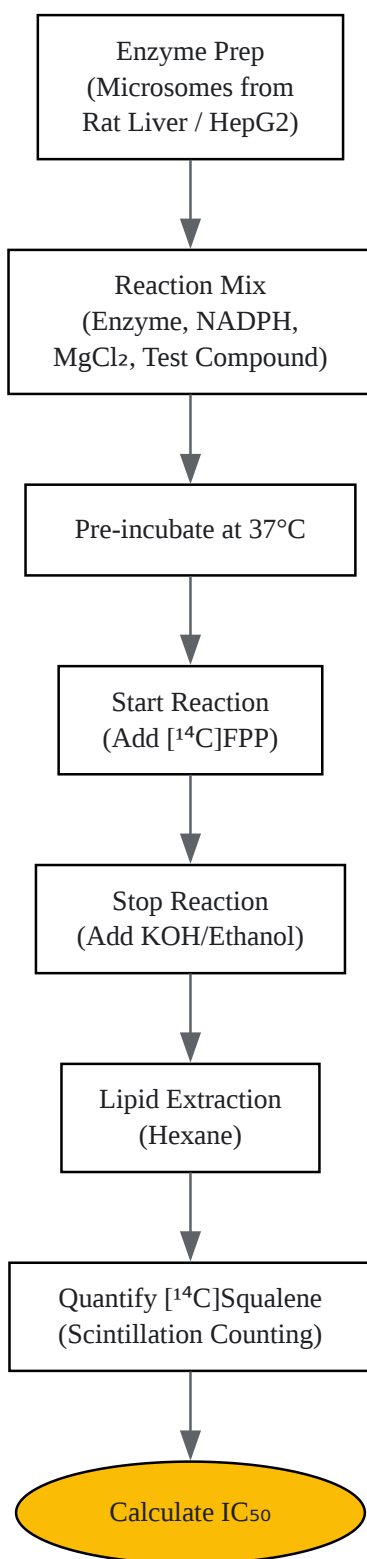 Enzyme Prep
(Microsomes from
Rat Liver / HepG2)
Reaction Mix
(Enzyme, NADPH,
MgCl₂, Test Compound)
Pre-incubate at 37°C
Start Reaction
(Add [¹⁴C]FPP)
Stop Reaction
(Add KOH/Ethanol)
Lipid Extraction
(Hexane)
Quantify [¹⁴C]Squalene
(Scintillation Counting)
Calculate IC₅₀